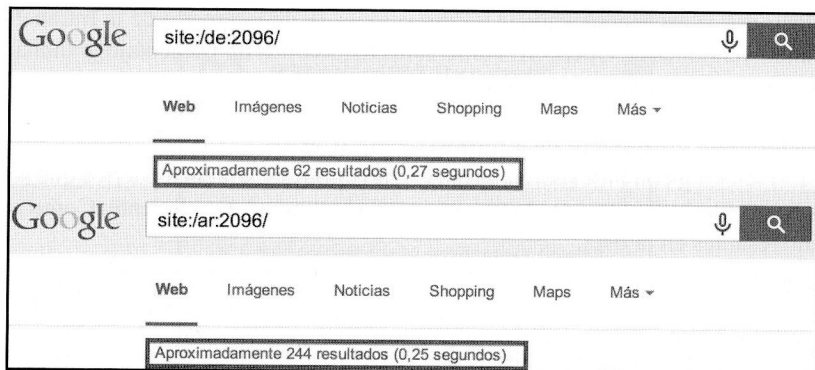 Google site:/de:2096/
Web Imágenes Noticias Shopping Maps Más
Aproximadamente 62 resultados (0,27 segundos)
Google site:/ar:2096/
Web Imágenes Noticias Shopping Maps Más
Aproximadamente 244 resultados (0,25 segundos)